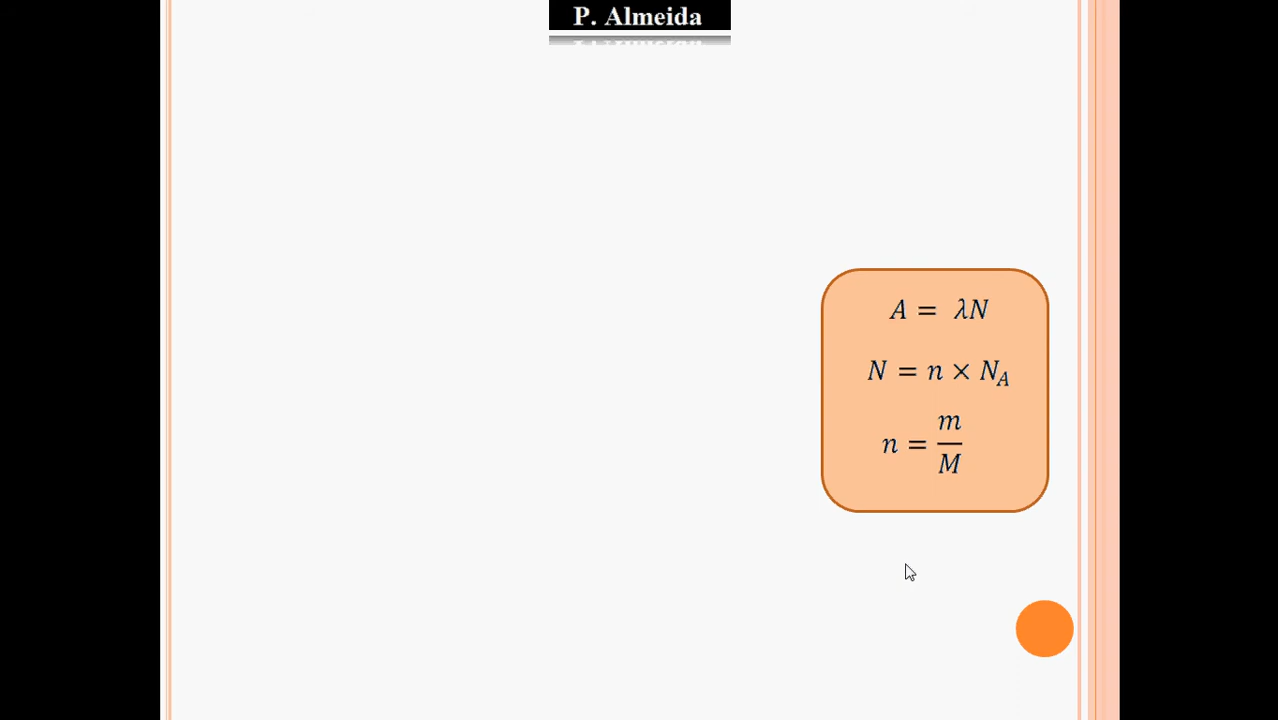 P. Almeida
A = λN
N = n × N_A
n = m/M